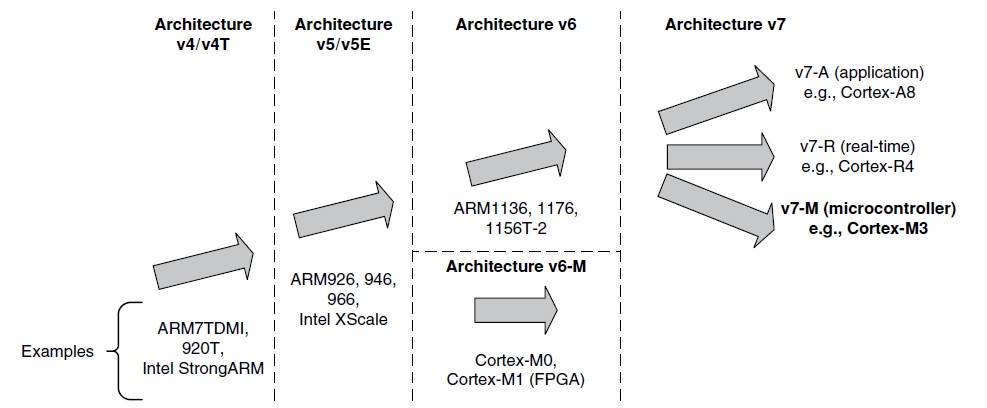 Architecture
v4/v4T
Architecture
v5/v5E
Architecture v6
Architecture v7
v7-A (application)
e.g., Cortex-A8
v7-R (real-time)
e.g., Cortex-R4
v7-M (microcontroller)
e.g., Cortex-M3
ARM1136, 1176,
1156T-2
Architecture v6-M
Cortex-M0,
Cortex-M1 (FPGA)
ARM926, 946,
966,
Intel XScale
Examples
ARM7TDMI,
920T,
Intel StrongARM